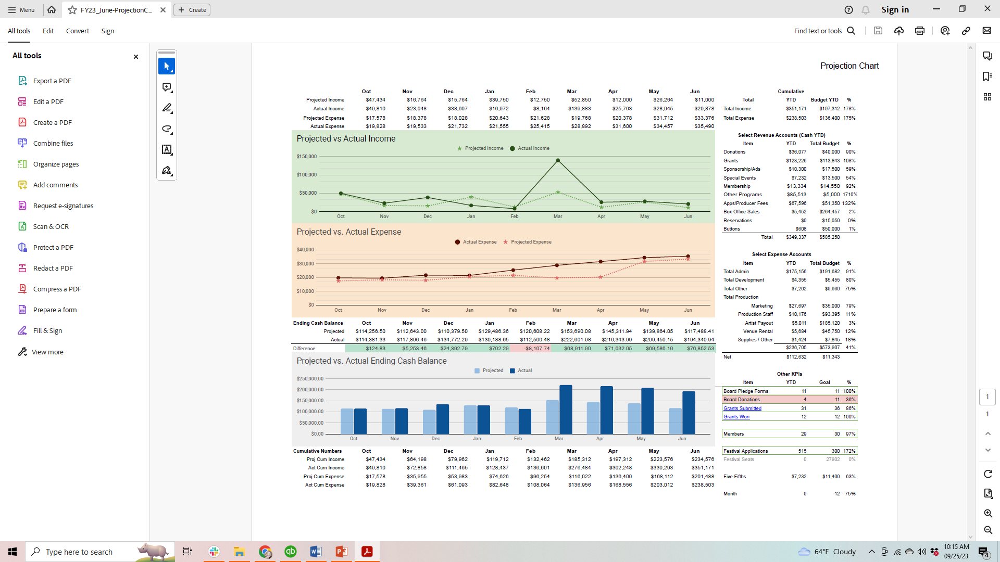 Menu
FY23_June-ProjectionC...
Create
Sign in
All tools Edit Convert Sign
Find text or tools
All tools
Export a PDF
Edit a PDF
Create a PDF
Combine files
Organize pages
Add comments
Request e-signatures
Scan & OCR
Protect a PDF
Redact a PDF
Compress a PDF
Prepare a form
Fill & Sign
View more
Projection Chart
Oct Nov Dec Jan Feb Mar Apr May Jun
Projected Income $47,434 $16,764 $15,764 $39,750 $12,750 $52,850 $12,000 $26,264 $11,000
Actual Income $49,810 $23,048 $38,607 $16,972 $8,164 $139,883 $25,763 $28,045 $20,878
Projected Expense $17,578 $18,378 $18,028 $20,643 $21,628 $19,768 $20,378 $31,712 $33,376
Actual Expense $19,828 $19,533 $21,732 $21,555 $25,415 $28,892 $31,600 $34,457 $35,490
Projected vs Actual Income
Projected Income Actual Income
$150,000
$100,000
$50,000
$0
Oct Nov Dec Jan Feb Mar Apr May Jun
Projected vs. Actual Expense
Actual Expense Projected Expense
$40,000
$30,000
$20,000
$10,000
$0
Oct Nov Dec Jan Feb Mar Apr May Jun
Ending Cash Balance Oct Nov Dec Jan Feb Mar Apr May Jun
Projected $114,256.50 $112,643.00 $110,379.50 $129,486.36 $120,608.22 $153,690.08 $145,311.94 $139,864.05 $117,488.41
Actual $114,381.33 $117,896.46 $134,772.29 $130,188.65 $112,500.48 $222,601.98 $216,343.99 $209,450.15 $194,340.94
Difference $124.83 $5,253.46 $24,392.79 $702.29 -$8,107.74 $68,911.90 $71,032.05 $69,586.10 $76,852.53
Projected vs. Actual Ending Cash Balance
Projected Actual
$250,000.00
$200,000.00
$150,000.00
$100,000.00
$50,000.00
$0.00
Oct Nov Dec Jan Feb Mar Apr May Jun
Cumulative Numbers Oct Nov Dec Jan Feb Mar Apr May Jun
Proj Cum Income $47,434 $64,198 $79,962 $119,712 $132,462 $185,312 $197,312 $223,576 $234,576
Act Cum Income $49,810 $72,858 $111,465 $128,437 $136,601 $276,484 $302,248 $330,293 $351,171
Proj Cum Expense $17,578 $35,955 $53,983 $74,626 $96,254 $116,022 $136,400 $168,112 $201,488
Act Cum Expense $19,828 $39,361 $61,093 $82,648 $108,064 $136,956 $168,556 $203,012 $238,503
Cumulative
Total YTD Budget YTD %
Total Income $351,171 $197,312 178%
Total Expense $238,503 $136,400 175%
Select Revenue Accounts (Cash YTD)
Item YTD Total Budget %
Donations $36,077 $40,000 90%
Grants $123,226 $113,843 108%
Sponsorship/Ads $10,300 $17,500 59%
Special Events $7,232 $13,500 54%
Membership $13,334 $14,550 92%
Other Programs $85,513 $5,000 1710%
Apps/Producer Fees $67,596 $51,350 132%
Box Office Sales $5,452 $264,457 2%
Reservations $0 $15,050 0%
Buttons $608 $50,000 1%
Total $349,337 $585,250
Select Expense Accounts
Item YTD Total Budget %
Total Admin $175,156 $191,682 91%
Total Development $4,355 $5,455 80%
Total Other $7,202 $9,660 75%
Total Production
Marketing $27,697 $35,000 79%
Production Staff $10,176 $93,395 11%
Artist Payout $5,011 $185,120 3%
Venue Rental $5,684 $45,750 12%
Supplies / Other $1,424 $7,845 18%
$236,705 $573,907 41%
Net $112,632 $11,343
Other KPIs
Item YTD Goal %
Board Pledge Forms 11 11 100%
Board Donations 4 11 36%
Grants Submitted 31 36 86%
Grants Won 12 12 100%
Members 29 30 97%
Festival Applications 515 300 172%
Festival Seats 0 27902 0%
Five Fifths $7,232 $11,400 63%
Month 9 12 75%
1
1
Type here to search
64°F Cloudy
10:15 AM
09/25/23
4